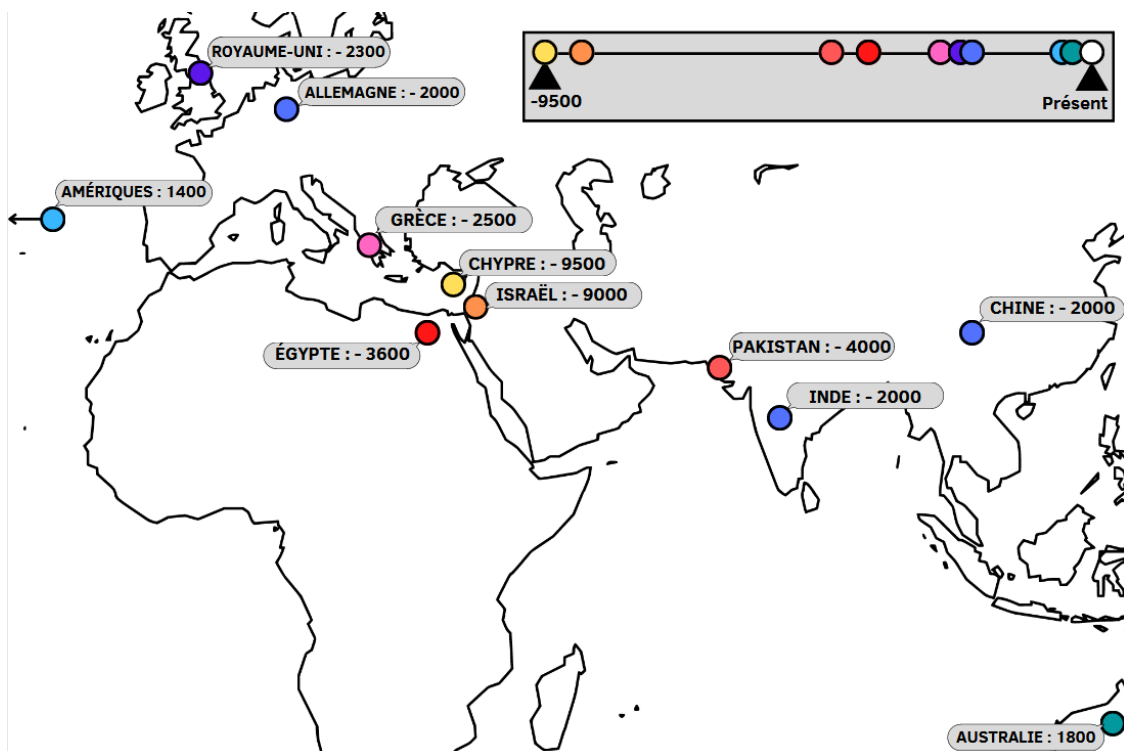 ROYAUME-UNI : - 2300
ALLEMAGNE : - 2000
-9500
Présent
AMÉRIQUES : 1400
GRÈCE : - 2500
CHYPRE : - 9500
ISRAËL : - 9000
ÉGYPTE : - 3600
CHINE : - 2000
PAKISTAN : - 4000
INDE : - 2000
AUSTRALIE : 1800